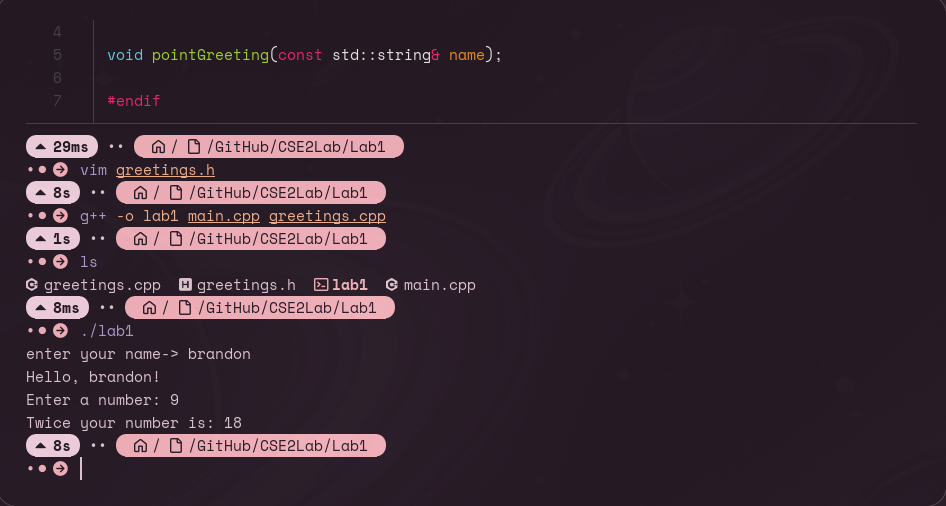 4
5 void pointGreeting(const std::string& name);
6
7 #endif
29ms •• / /GitHub/CSE2Lab/Lab1
vim greetings.h
8s •• / /GitHub/CSE2Lab/Lab1
g++ -o lab1 main.cpp greetings.cpp
1s •• / /GitHub/CSE2Lab/Lab1
ls
greetings.cpp H greetings.h lab1 main.cpp
8ms •• / /GitHub/CSE2Lab/Lab1
./lab1
enter your name-> brandon
Hello, brandon!
Enter a number: 9
Twice your number is: 18
8s •• / /GitHub/CSE2Lab/Lab1